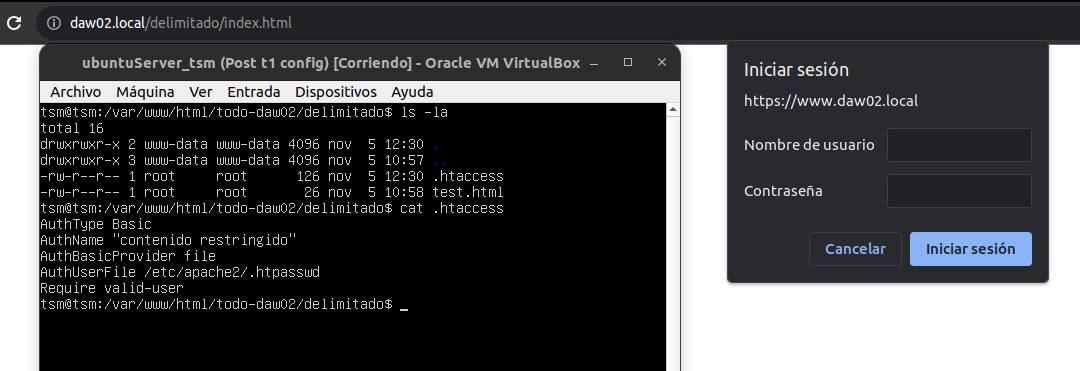 daw02.local/delimitado/index.html
ubuntuServer_tsm (Post t1 config) [Corriendo] - Oracle VM VirtualBox
Archivo Máquina Ver Entrada Dispositivos Ayuda
tsm@tsm:/var/www/html/todo-daw02/delimitado$ ls -la
total 16
drwxrwxr-x 2 www-data www-data 4096 nov 5 12:30 .
drwxrwxr-x 3 www-data www-data 4096 nov 5 10:57 ..
-rw-r--r-- 1 root root 126 nov 5 12:30 .htaccess
-rw-r--r-- 1 root root 26 nov 5 10:58 test.html
tsm@tsm:/var/www/html/todo-daw02/delimitado$ cat .htaccess
AuthType Basic
AuthName "contenido restringido"
AuthBasicProvider file
AuthUserFile /etc/apache2/.htpasswd
Require valid-user
tsm@tsm:/var/www/html/todo-daw02/delimitado$ _
Iniciar sesión
https://www.daw02.local
Nombre de usuario
Contraseña
Cancelar Iniciar sesión